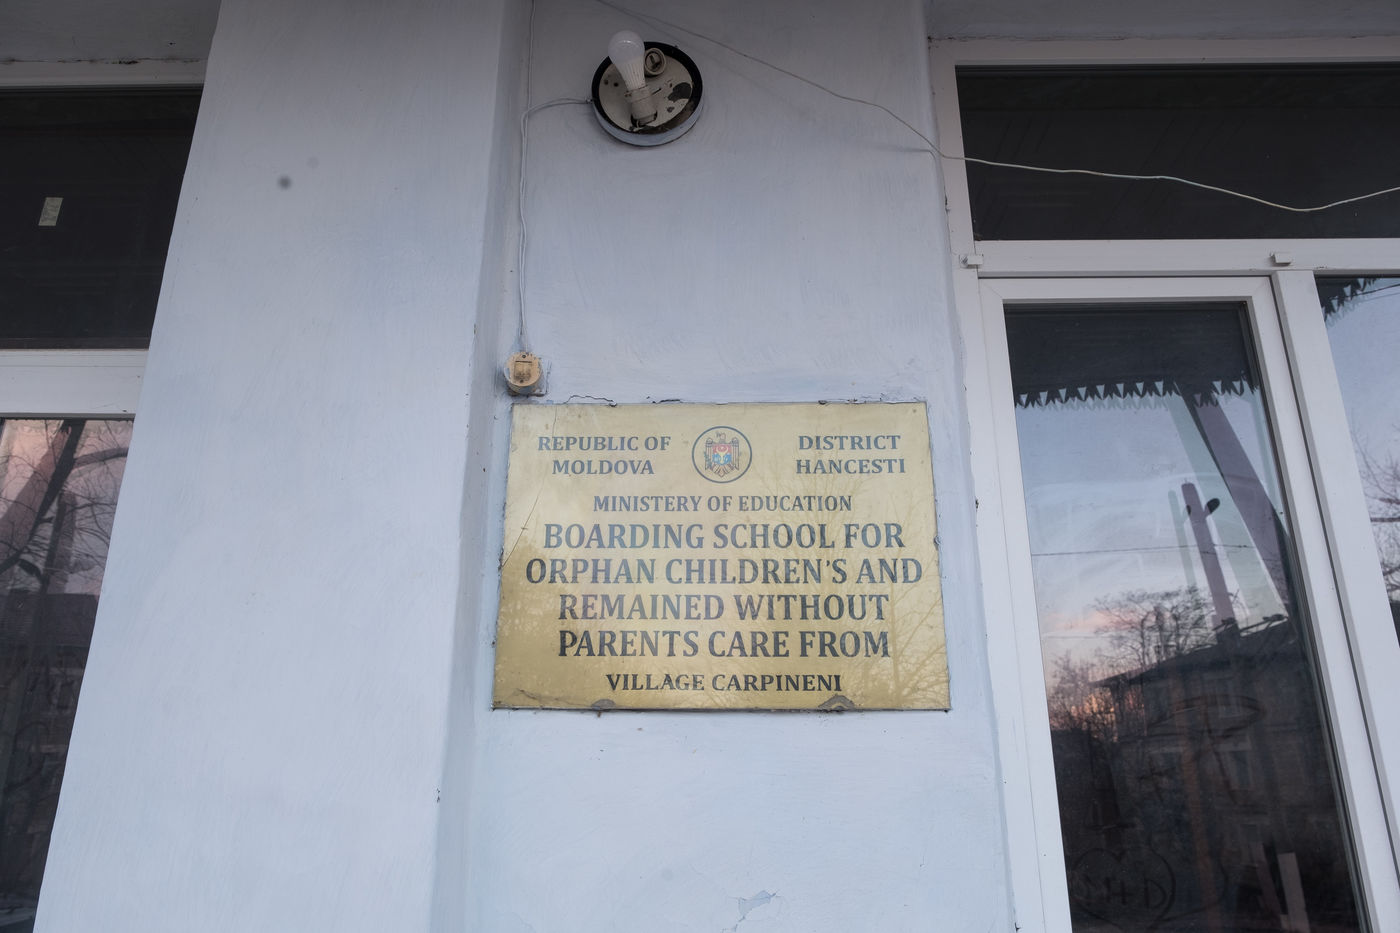 REPUBLIC OF
MOLDOVA
DISTRICT
HANCESTI
MINISTERY OF EDUCATION
BOARDING SCHOOL FOR
ORPHAN CHILDREN'S AND
REMAINED WITHOUT
PARENTS CARE FROM
VILLAGE CARPINENI